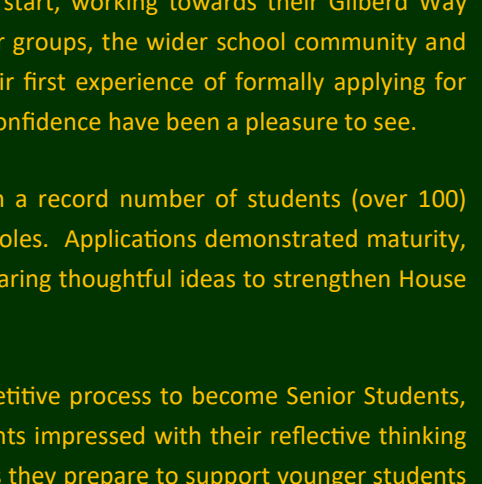 start, working towards their Gilberd Way
groups, the wider school community and
first experience of formally applying for
onfidence have been a pleasure to see.
a record number of students (over 100)
oles. Applications demonstrated maturity,
aring thoughtful ideas to strengthen House
etitive process to become Senior Students,
nts impressed with their reflective thinking
they prepare to support younger students